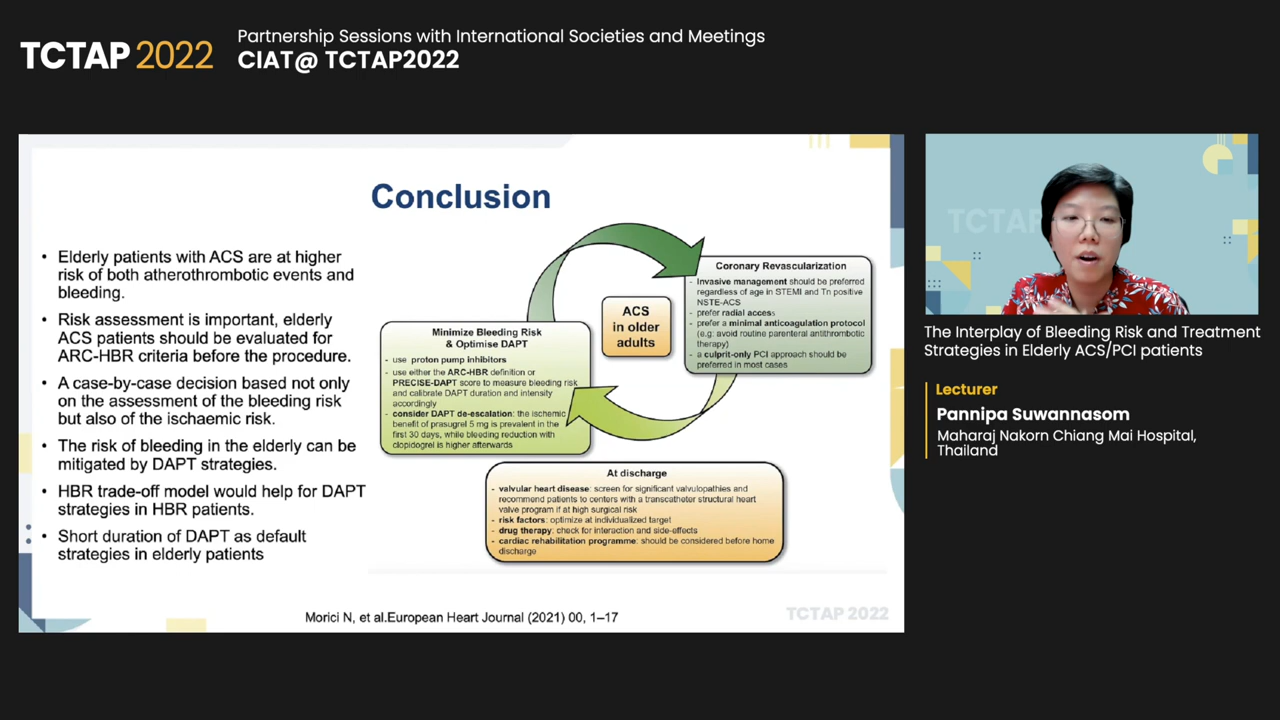 TCTAP 2022
Partnership Sessions with International Societies and Meetings
CIAT@ TCTAP2022
Conclusion
• Elderly patients with ACS are at higher
risk of both atherothrombotic events and
bleeding.
• Risk assessment is important, elderly
ACS patients should be evaluated for
ARC-HBR criteria before the procedure.
• A case-by-case decision based not only
on the assessment of the bleeding risk
but also of the ischaemic risk.
• The risk of bleeding in the elderly can be
mitigated by DAPT strategies.
• HBR trade-off model would help for DAPT
strategies in HBR patients.
• Short duration of DAPT as default
strategies in elderly patients
ACS
in older
adults
Coronary Revascularization
- Invasive management should be preferred
regardless of age in STEMI and Tn positive
NSTE-ACS
- prefer radial access
- prefer a minimal anticoagulation protocol
(e.g: avoid routine parenteral antithrombotic
therapy)
- a culprit-only PCI approach should be
preferred in most cases
Minimize Bleeding Risk
& Optimise DAPT
- use proton pump inhibitors
- use either the ARC-HBR definition or
PRECISE-DAPT score to measure bleeding risk
and calibrate DAPT duration and intensity
accordingly
- consider DAPT de-escalation: the ischemic
benefit of prasugrel 5 mg is prevalent in the
first 30 days, while bleeding reduction with
clopidogrel is higher afterwards
At discharge
- valvular heart disease: screen for significant valvulopathies and
recommend patients to centers with a transcatheter structural heart
valve program if at high surgical risk
- risk factors: optimize at individualized target
- drug therapy: check for interaction and side-effects
- cardiac rehabilitation programme: should be considered before home
discharge
Morici N, et al.European Heart Journal (2021) 00, 1–17
TCTAP 2022
TCTAP
The Interplay of Bleeding Risk and Treatment
Strategies in Elderly ACS/PCI patients
Lecturer
Pannipa Suwannasom
Maharaj Nakorn Chiang Mai Hospital,
Thailand